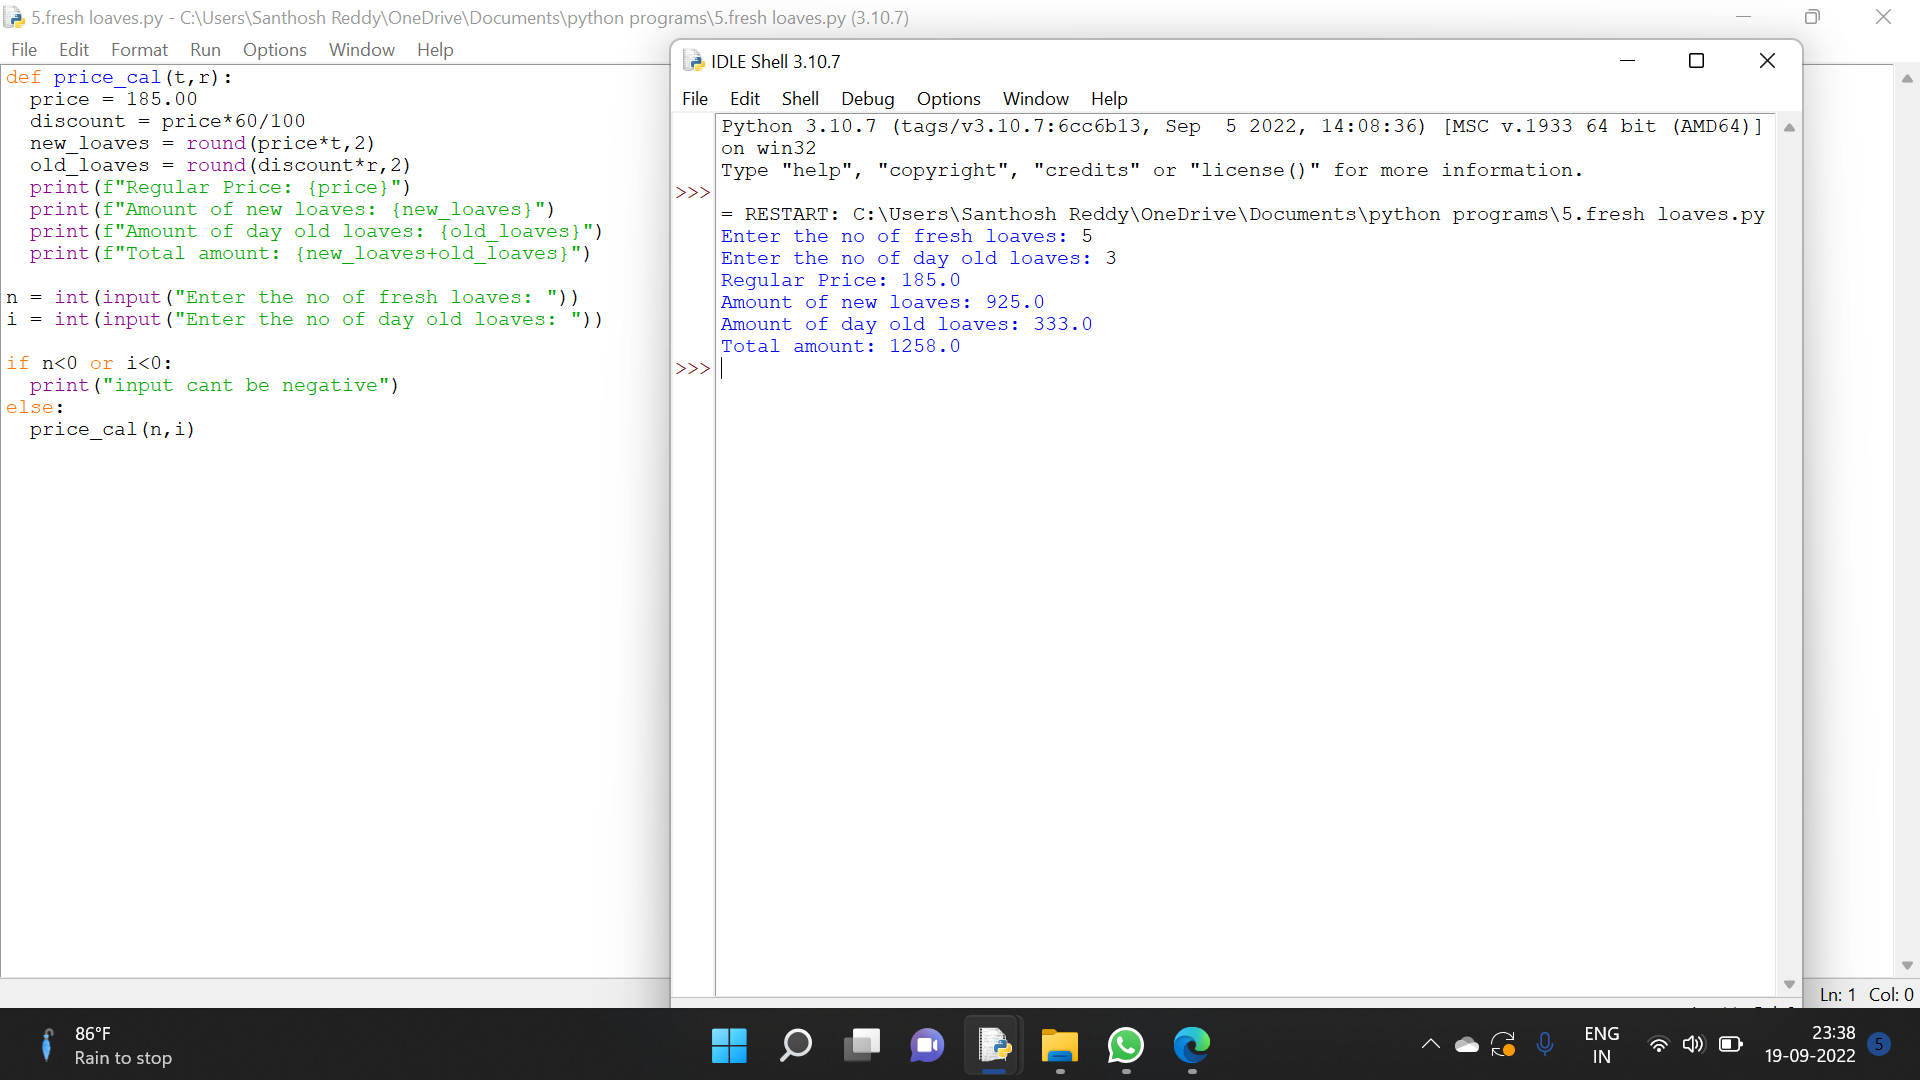 5.fresh loaves.py - C:\Users\Santhosh Reddy\OneDrive\Documents\python programs\5.fresh loaves.py (3.10.7)
File Edit Format Run Options Window Help
def price_cal(t,r):
  price = 185.00
  discount = price*60/100
  new_loaves = round(price*t,2)
  old_loaves = round(discount*r,2)
  print(f"Regular Price: {price}")
  print(f"Amount of new loaves: {new_loaves}")
  print(f"Amount of day old loaves: {old_loaves}")
  print(f"Total amount: {new_loaves+old_loaves}")
n = int(input("Enter the no of fresh loaves: "))
i = int(input("Enter the no of day old loaves: "))
if n<0 or i<0:
  print("input cant be negative")
else:
  price_cal(n,i)
IDLE Shell 3.10.7
File Edit Shell Debug Options Window Help
Python 3.10.7 (tags/v3.10.7:6cc6b13, Sep  5 2022, 14:08:36) [MSC v.1933 64 bit (AMD64)]
on win32
Type "help", "copyright", "credits" or "license()" for more information.
>>>
= RESTART: C:\Users\Santhosh Reddy\OneDrive\Documents\python programs\5.fresh loaves.py
Enter the no of fresh loaves: 5
Enter the no of day old loaves: 3
Regular Price: 185.0
Amount of new loaves: 925.0
Amount of day old loaves: 333.0
Total amount: 1258.0
>>>
Ln: 1 Col: 0
86°F
Rain to stop
ENG
IN
23:38
19-09-2022
5